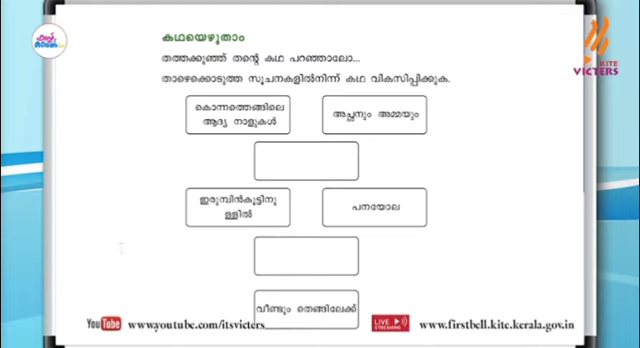 കഥയെഴുതാം
തത്തക്കുഞ്ഞ് തന്റെ കഥ പറഞ്ഞാലോ...
താഴെക്കൊടുത്ത സൂചനകളിൽനിന്ന് കഥ വികസിപ്പിക്കുക.
കൊന്നത്തെങ്ങിലെ
ആദ്യ നാളുകൾ
അച്ഛനും അമ്മയും
ഇരുമ്പിൻകൂട്ടിനു
ള്ളിൽ
പനയോല
വീണ്ടും തെങ്ങിലേക്ക്
KITE
VICTERS
YouTube www.youtube.com/itsvicters
LIVE
STREAMING
www.firstbell.kite.kerala.gov.in